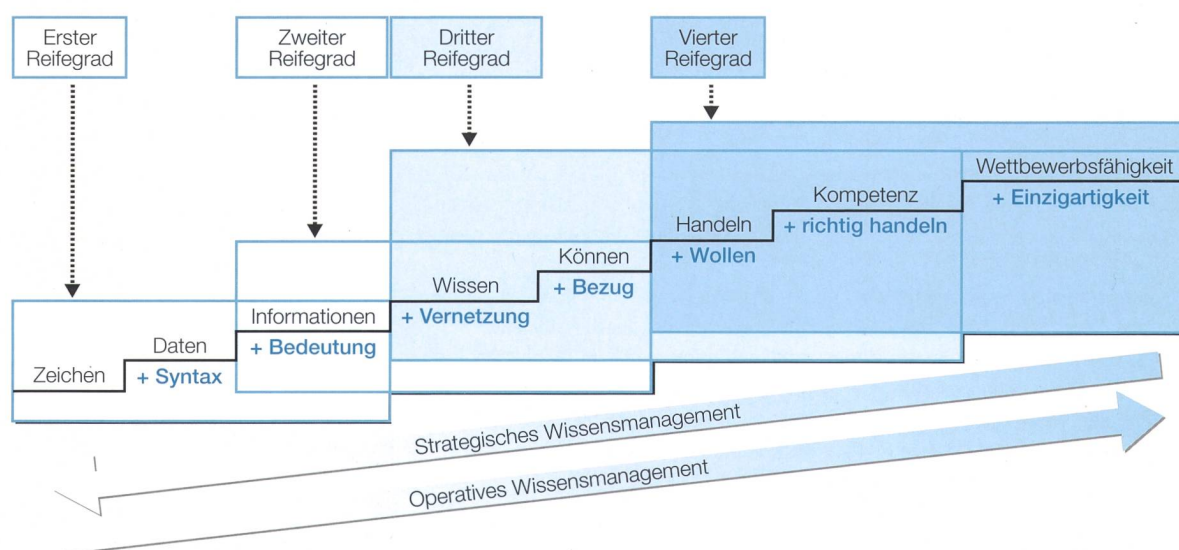 Erster
Reifegrad
Zweiter
Reifegrad
Dritter
Reifegrad
Vierter
Reifegrad
Zeichen
Daten
+ Syntax
Informationen
+ Bedeutung
Wissen
+ Vernetzung
Können
+ Bezug
Handeln
+ Wollen
Kompetenz
+ richtig handeln
Wettbewerbsfähigkeit
+ Einzigartigkeit
Strategisches Wissensmanagement
Operatives Wissensmanagement